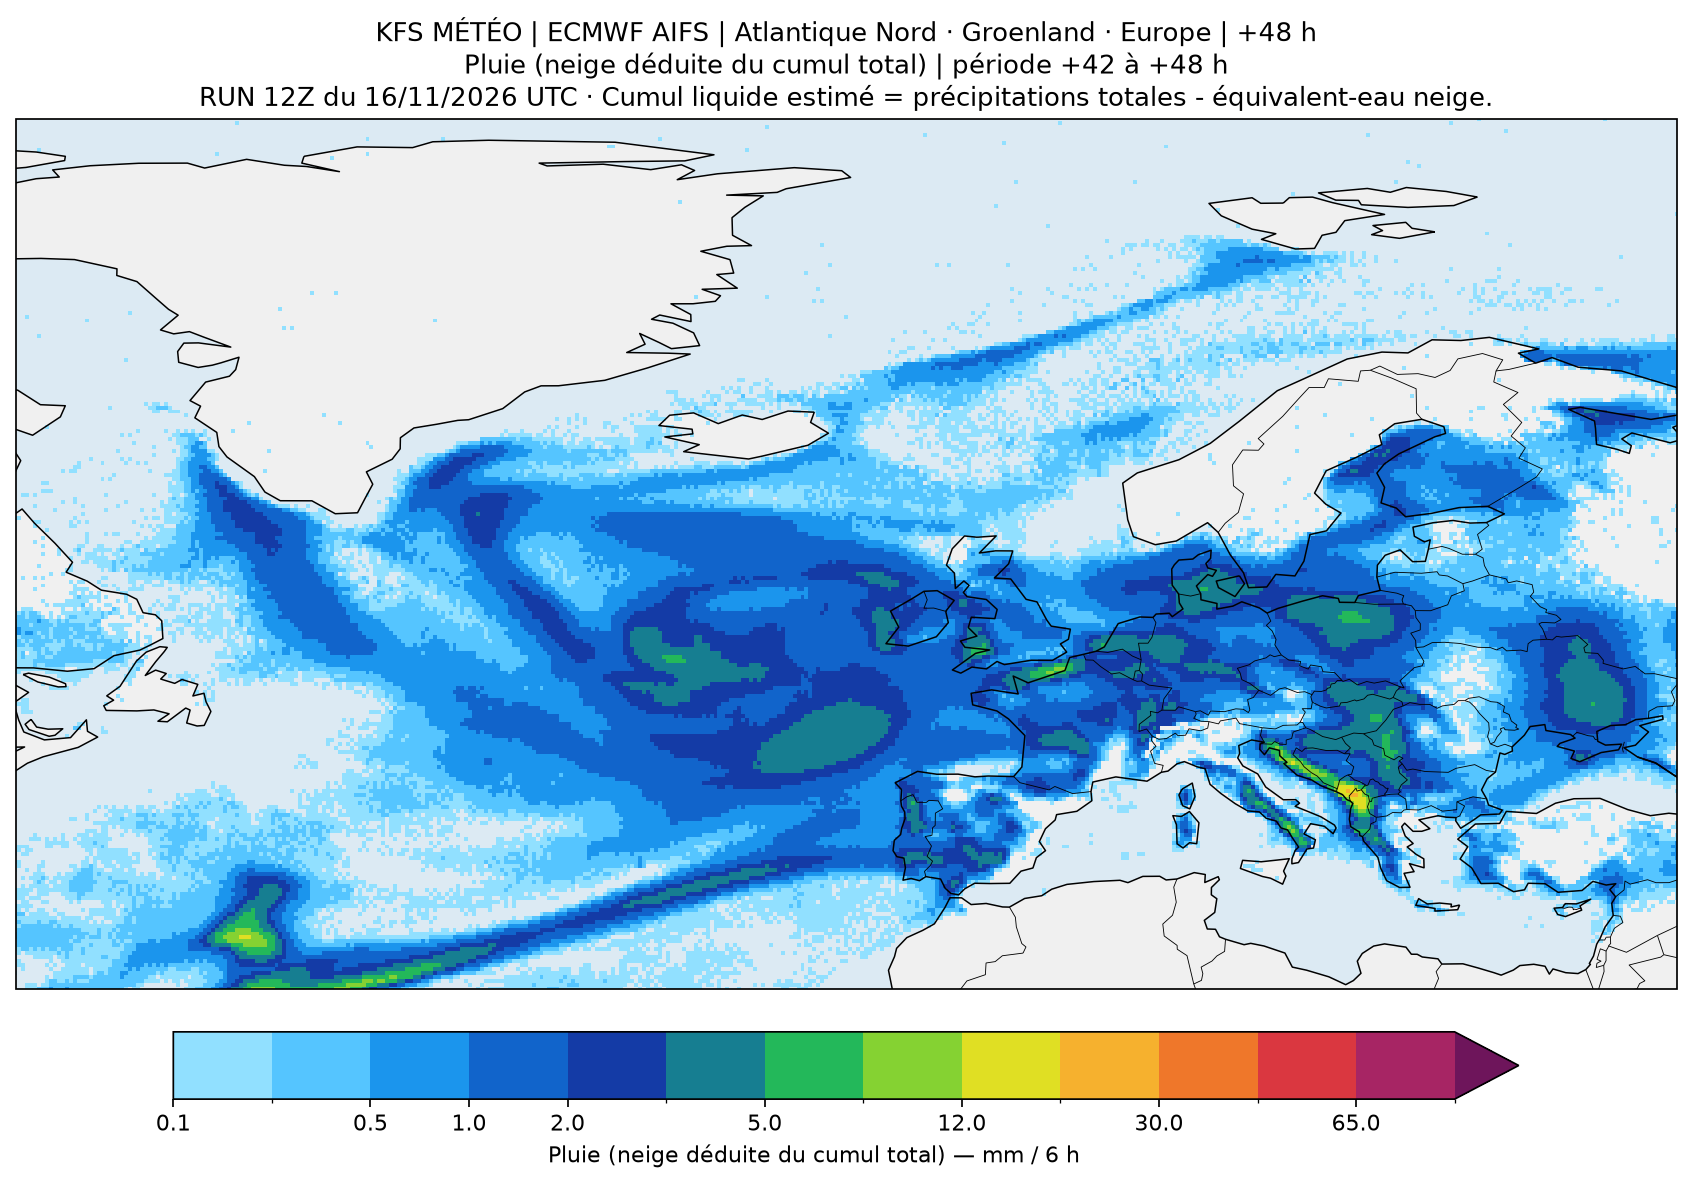 KFS MÉTÉO | ECMWF AIFS | Atlantique Nord · Groenland · Europe | +48 h
Pluie (neige déduite du cumul total) | période +42 à +48 h
RUN 12Z du 16/11/2026 UTC · Cumul liquide estimé = précipitations totales - équivalent-eau neige.
0.1 0.5 1.0 2.0 5.0 12.0 30.0 65.0
Pluie (neige déduite du cumul total) — mm / 6 h